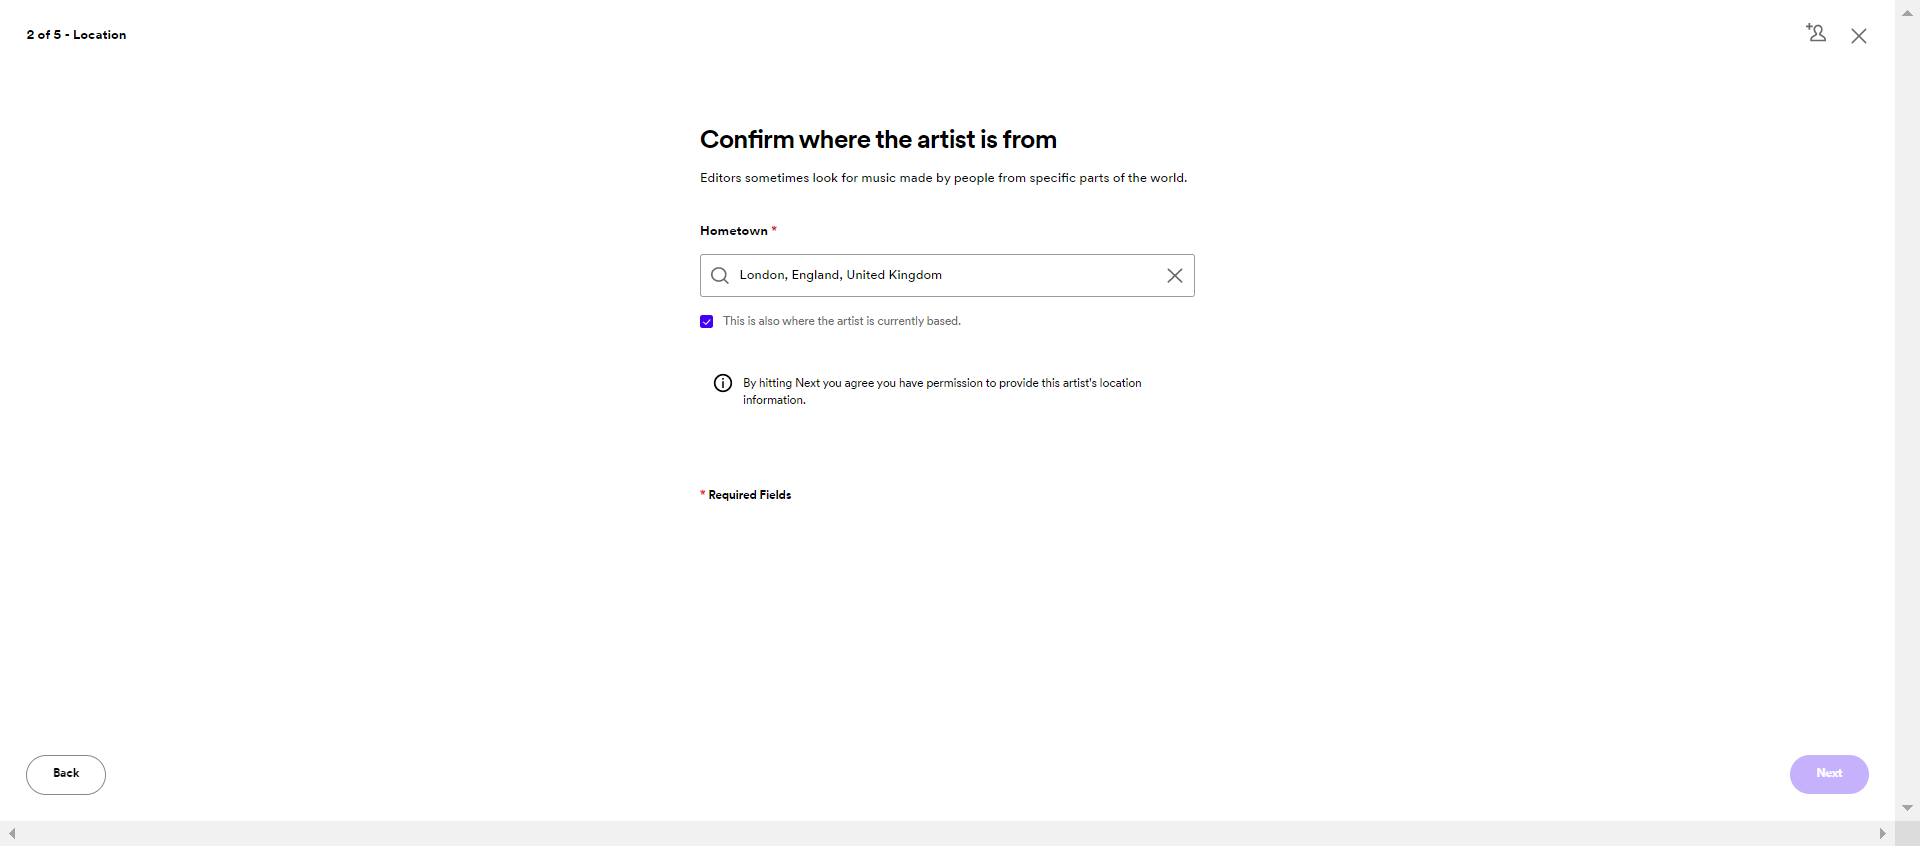 2 of 5 - Location
Confirm where the artist is from
Editors sometimes look for music made by people from specific parts of the world.
Hometown *
London, England, United Kingdom
This is also where the artist is currently based.
By hitting Next you agree you have permission to provide this artist's location
information.
* Required Fields
Back
Next